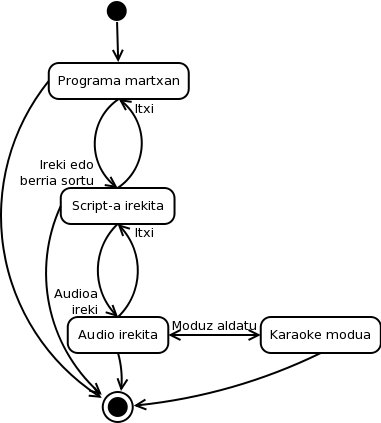 Programa martxan
Itxi
Ireki edo
berria sortu
Script-a irekita
Itxi
Audioa
ireki
Moduz aldatu
Audio irekita
Karaoke modua